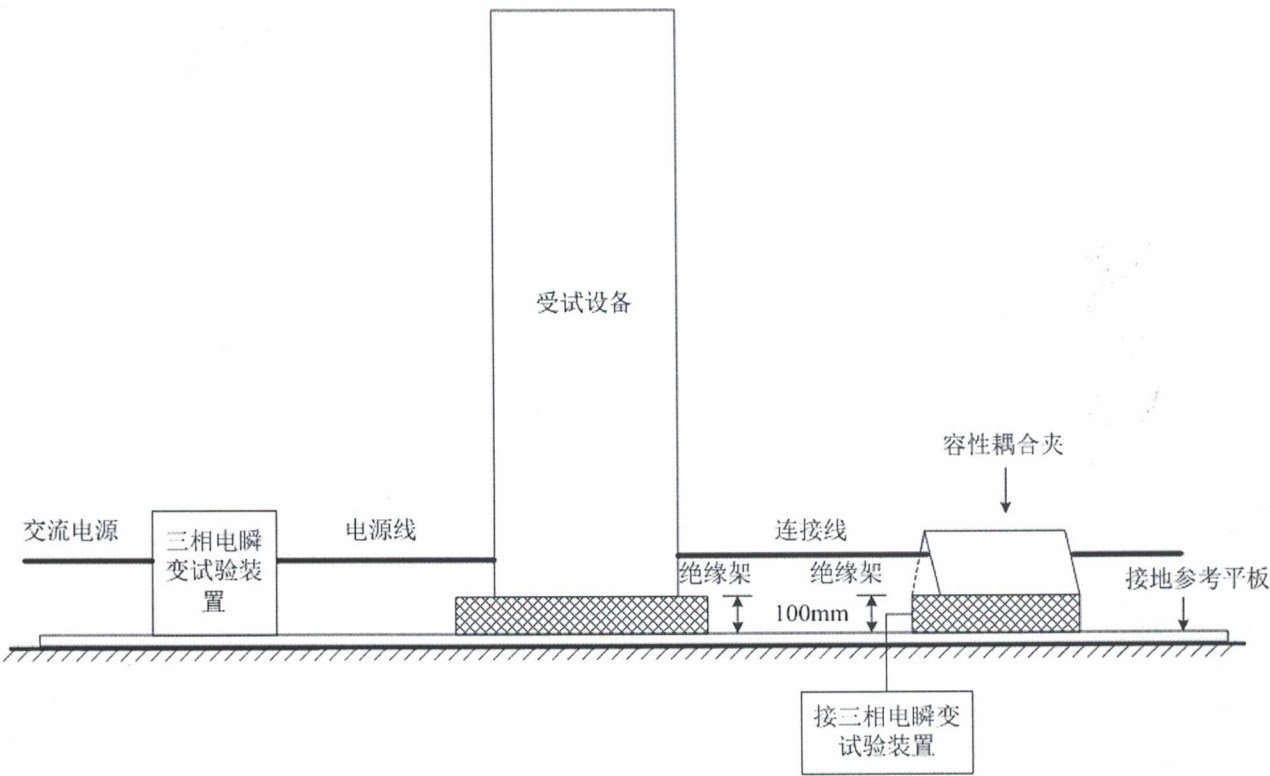 受试设备
容性耦合夹
交流电源
三相电瞬
变试验装
置
电源线
连接线
绝缘架
绝缘架
接地参考平板
100mm
接三相电瞬变
试验装置